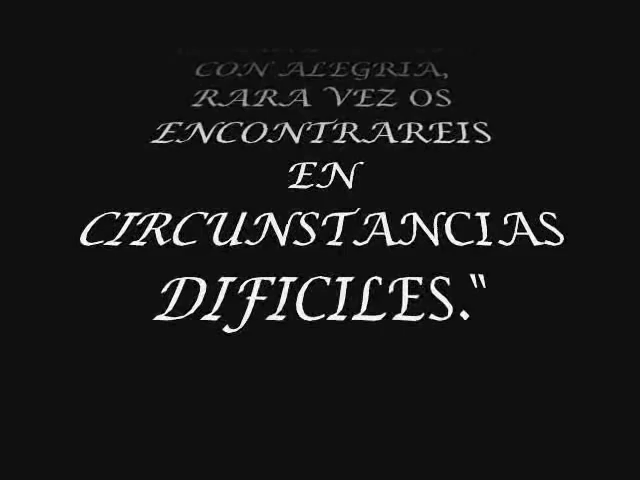 CON ALEGRIA,
RARA VEZ OS
ENCONTRAREIS
EN
CIRCUNSTANCIAS
DIFICILES."